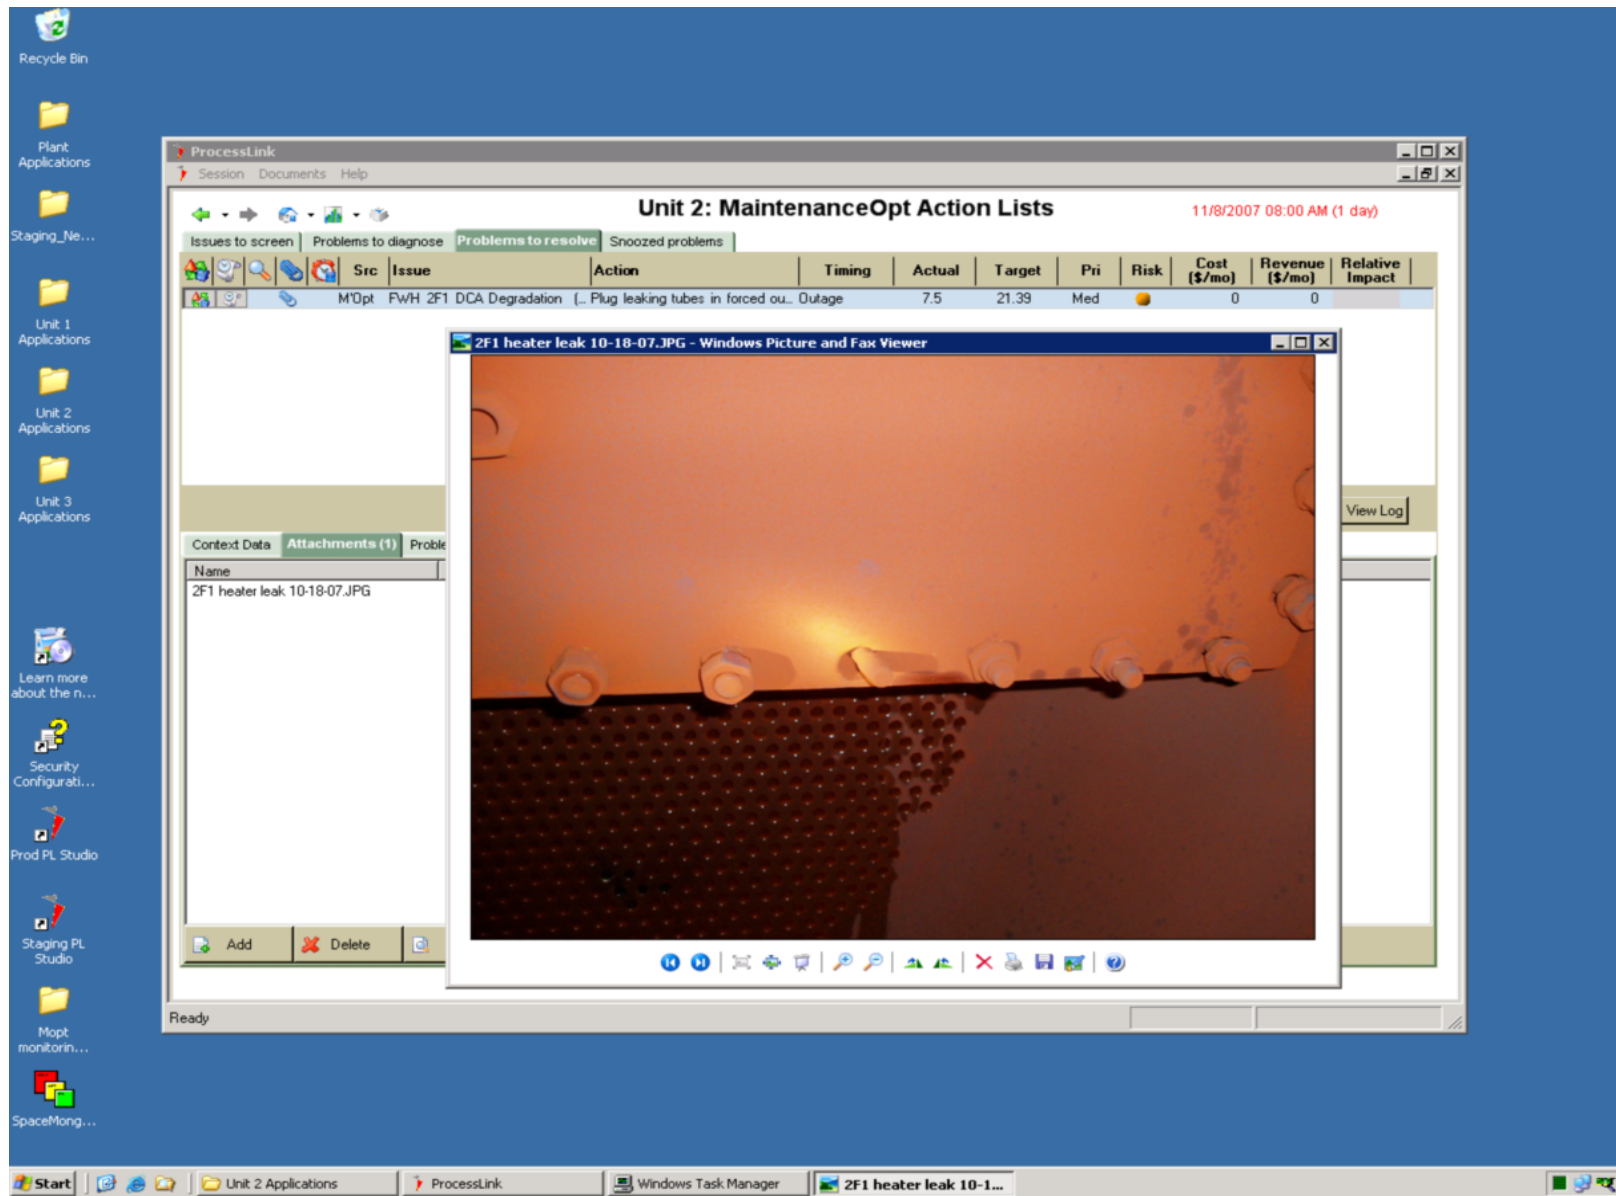 Recycle Bin
Plant
Applications
Staging_Ne...
Unit 1
Applications
Unit 2
Applications
Unit 3
Applications
Learn more
about the n...
Security
Configurati...
Prod PL Studio
Staging PL
Studio
Mopt
monitorin...
SpaceMong...
ProcessLink
Session Documents Help
Unit 2: MaintenanceOpt Action Lists
11/8/2007 08:00 AM (1 day)
Issues to screen Problems to diagnose Problems to resolve Snoozed problems
Src Issue Action Timing Actual Target Pri Risk Cost ($/mo) Revenue ($/mo) Relative Impact
M'Opt FWH 2F1 DCA Degradation (... Plug leaking tubes in forced ou... Outage 7.5 21.39 Med 0 0
2F1 heater leak 10-18-07.JPG - Windows Picture and Fax Viewer
View Log
Context Data Attachments (1) Proble
Name
2F1 heater leak 10-18-07.JPG
Add Delete
Ready
Start Unit 2 Applications ProcessLink Windows Task Manager 2F1 heater leak 10-1...